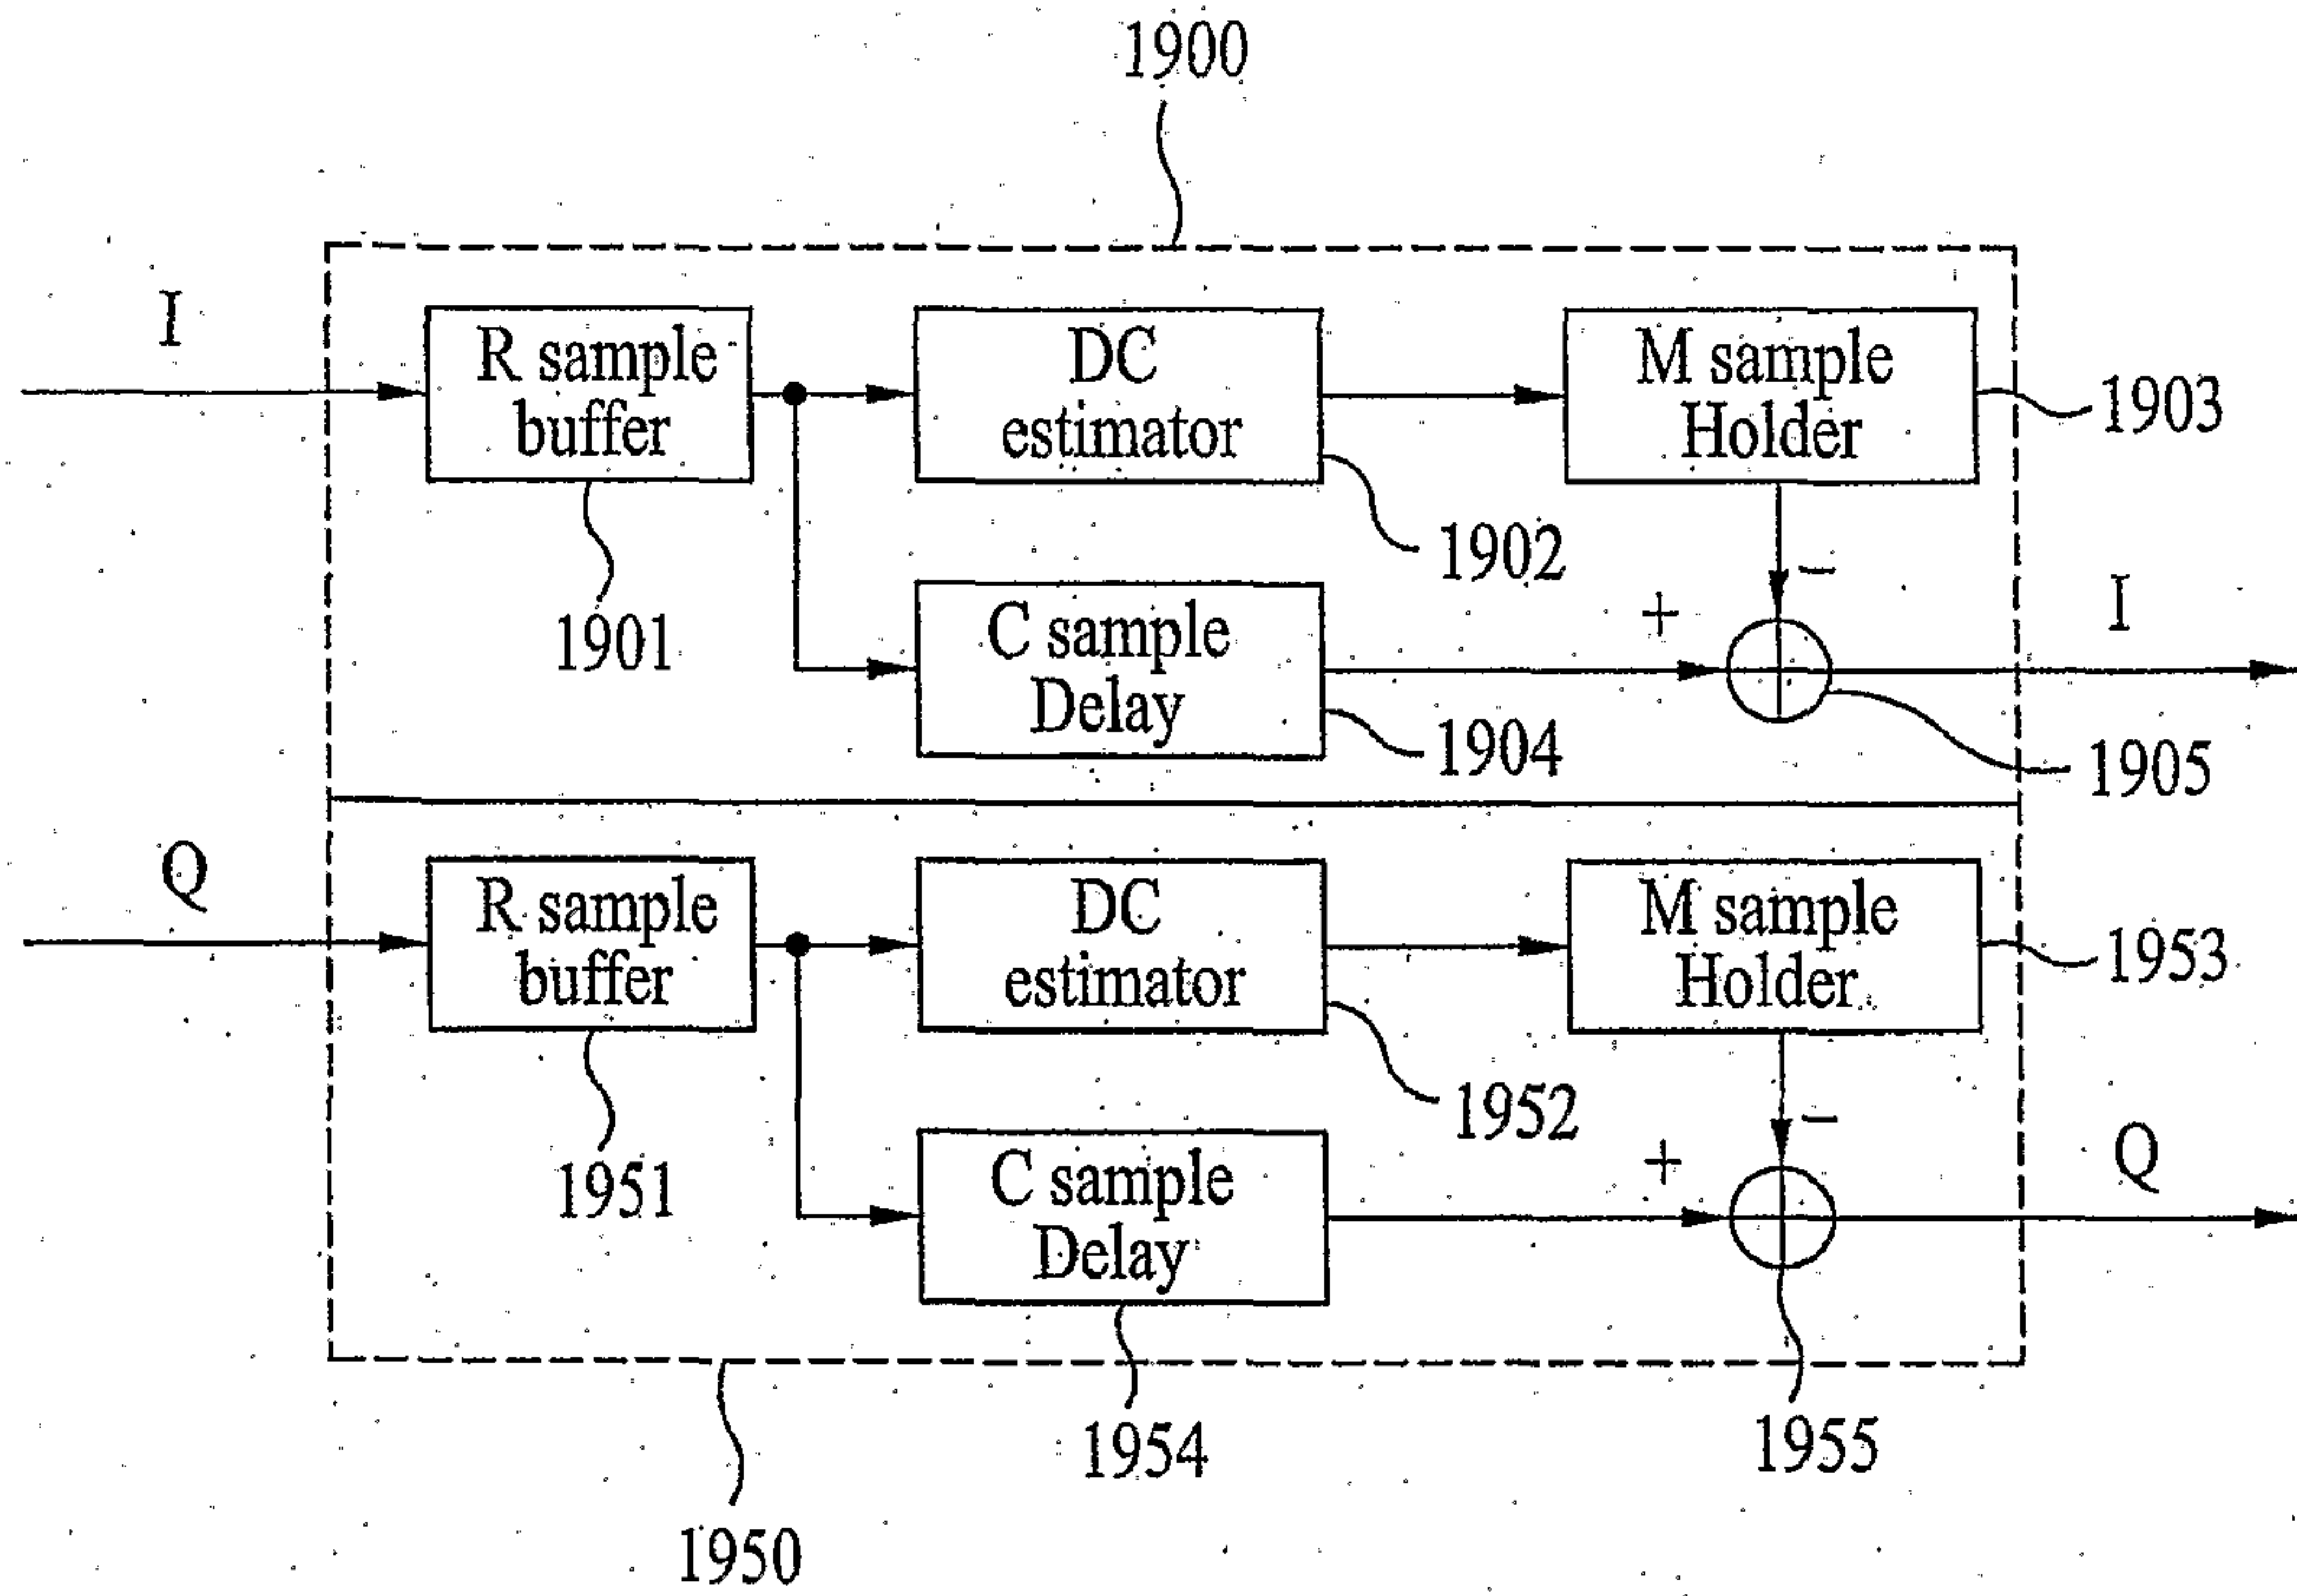 1900
I
R sample
buffer
DC
estimator
M sample
Holder
1903
1902
1901
C sample
Delay
1904
+
−
I
1905
Q
R sample
buffer
DC
estimator
M sample
Holder
1953
1952
1951
C sample
Delay
+
−
Q
1954
1955
1950